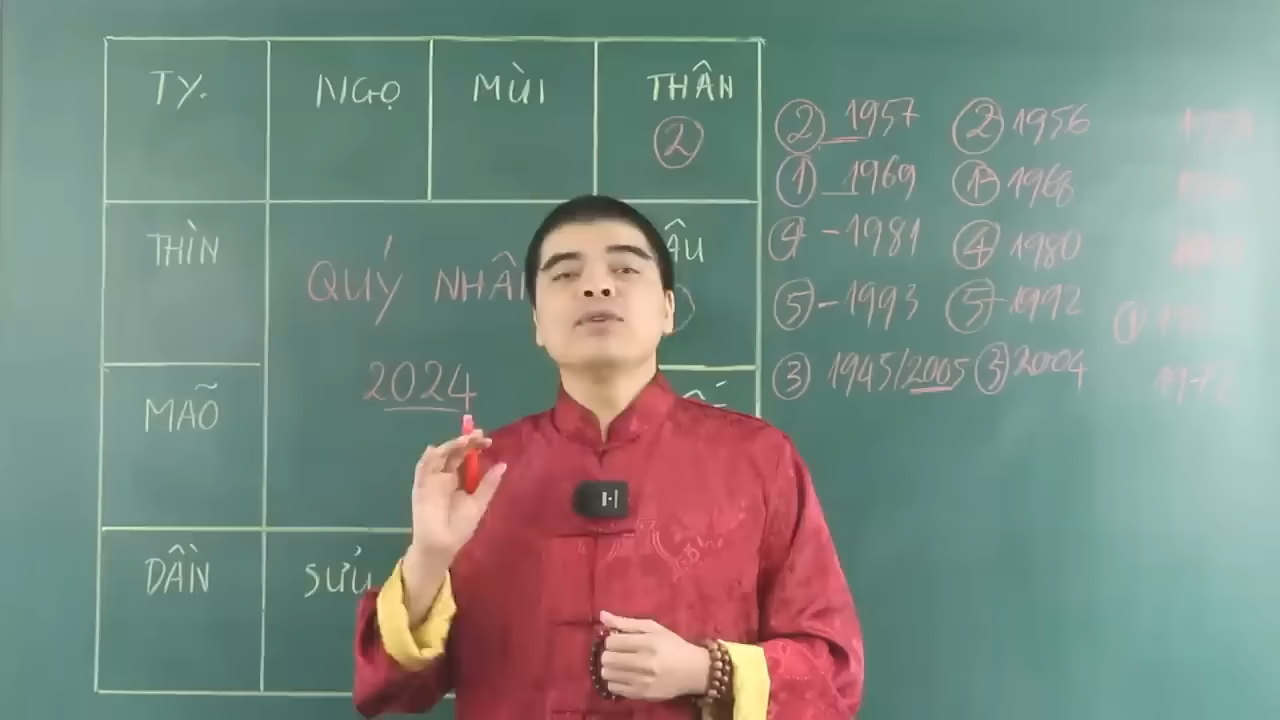 TỴ. NGỌ MÙI THÂN
②
THÌN
QUÝ NHÂ
2024
MÃO
DẦN SỬU
② 1957 ② 1956
① 1969 ① 1968
④ - 1981 ④ 1980
⑤ - 1993 ⑤ 1992 ①
③ 1945/2005 ③ 2004